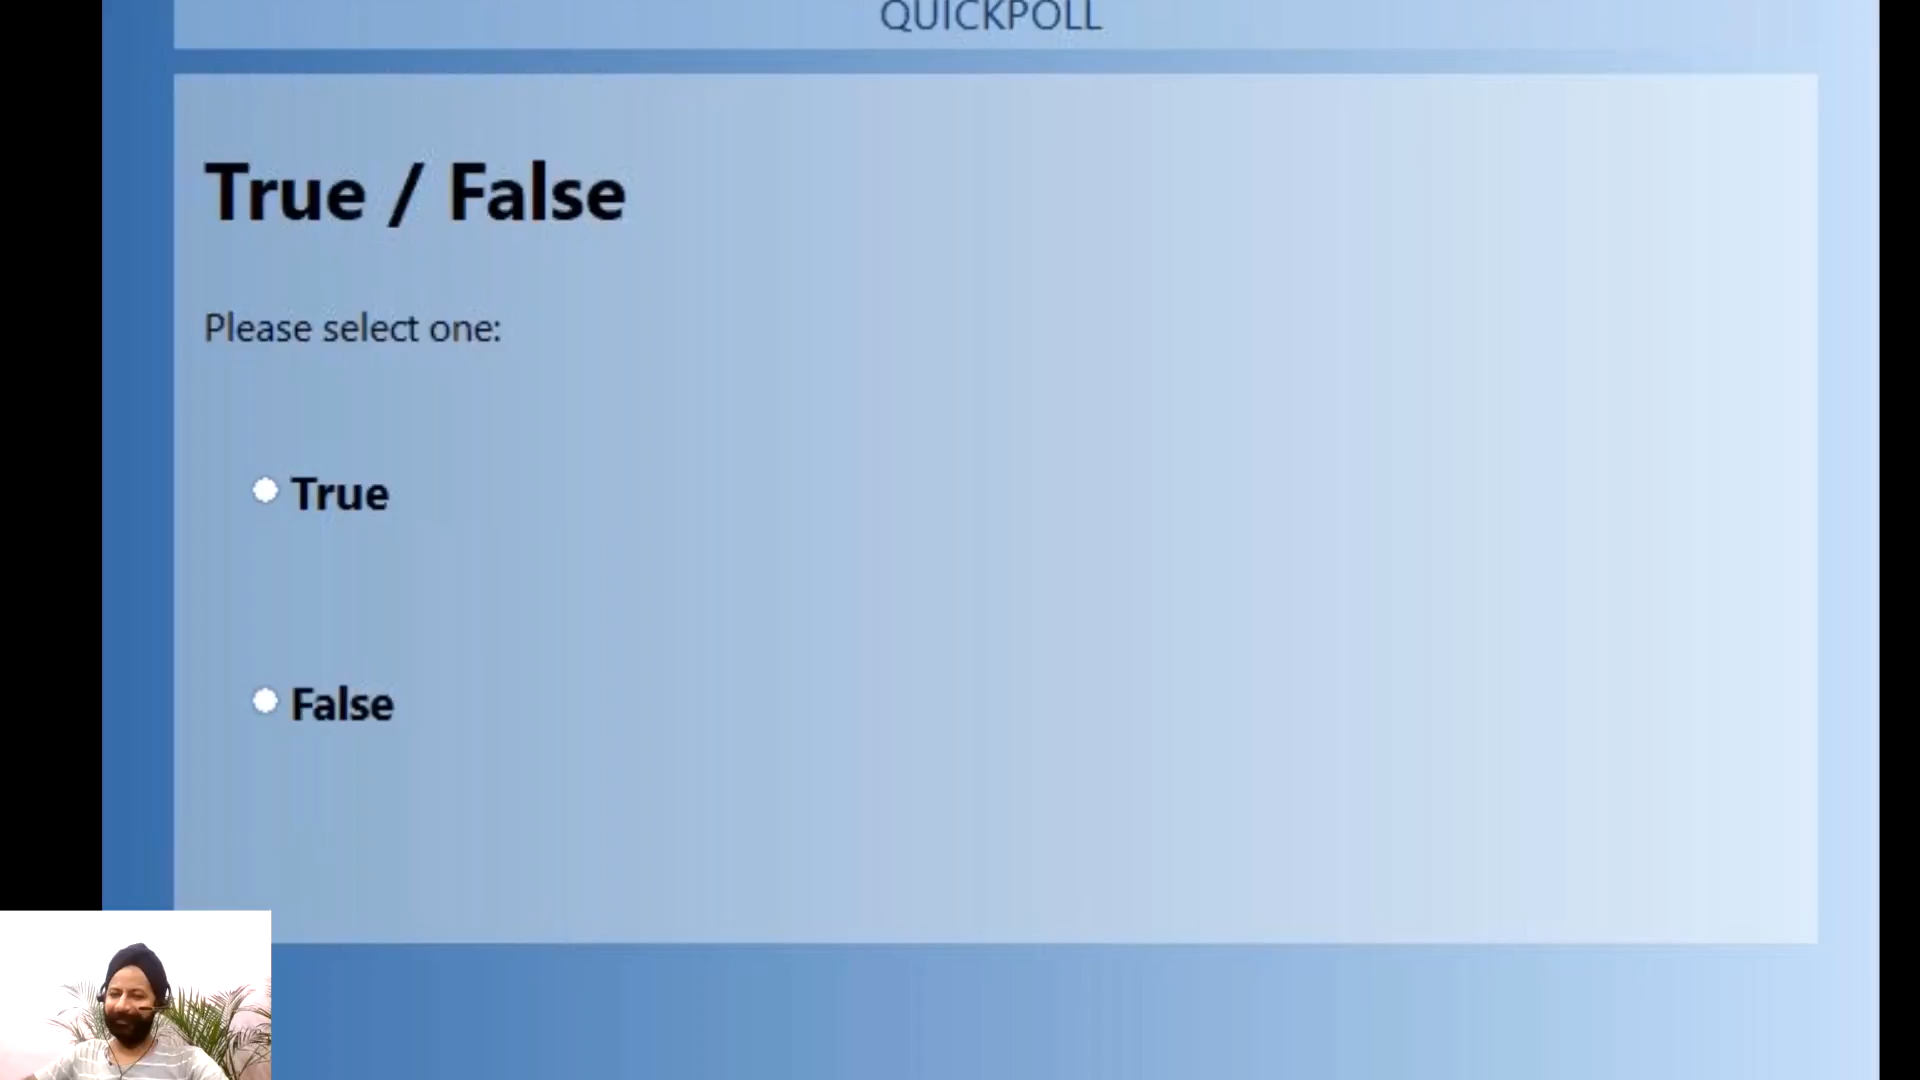 QUICKPOLL
True / False
Please select one:
True
False